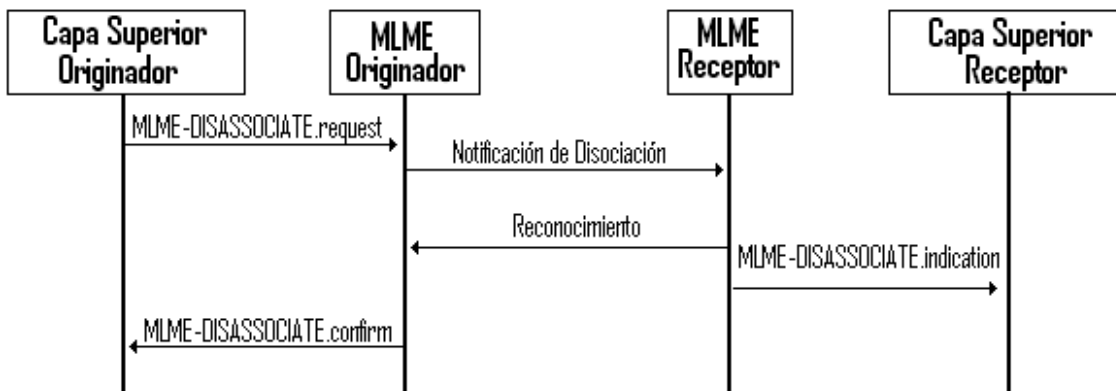 Capa Superior
Originador
MLME
Originador
MLME
Receptor
Capa Superior
Receptor
MLME-DISASSOCIATE.request
Notificación de Disociación
Reconocimiento
MLME-DISASSOCIATE.indication
MLME-DISASSOCIATE.confirm